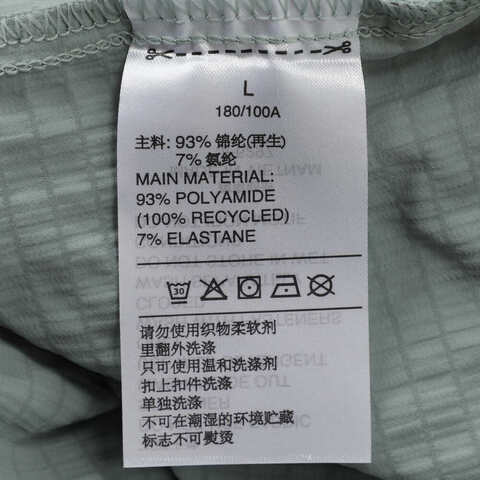 L
180/100A
主料: 93% 锦纶(再生)
7% 氨纶
MAIN MATERIAL:
93% POLYAMIDE
(100% RECYCLED)
7% ELASTANE
30
请勿使用织物柔软剂
里翻外洗涤
只可使用温和洗涤剂
扣上扣件洗涤
单独洗涤
不可在潮湿的环境贮藏
标志不可熨烫